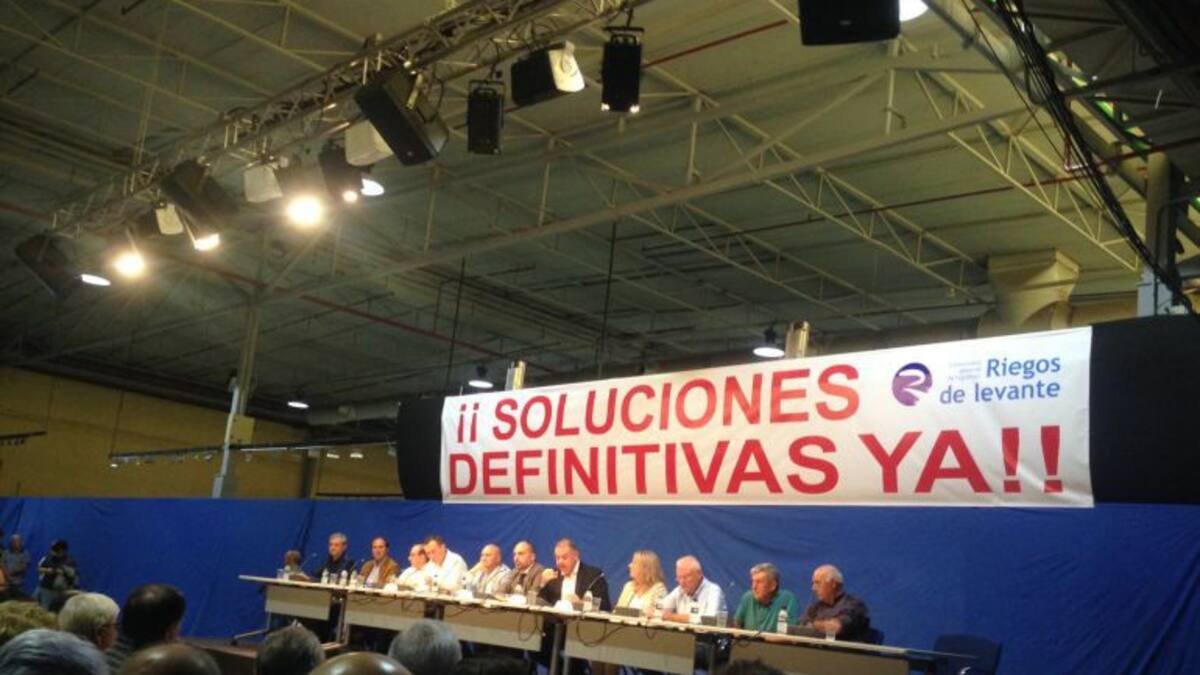 ¡¡ SOLUCIONES
DEFINITIVAS YA!!
Riegos
de levante